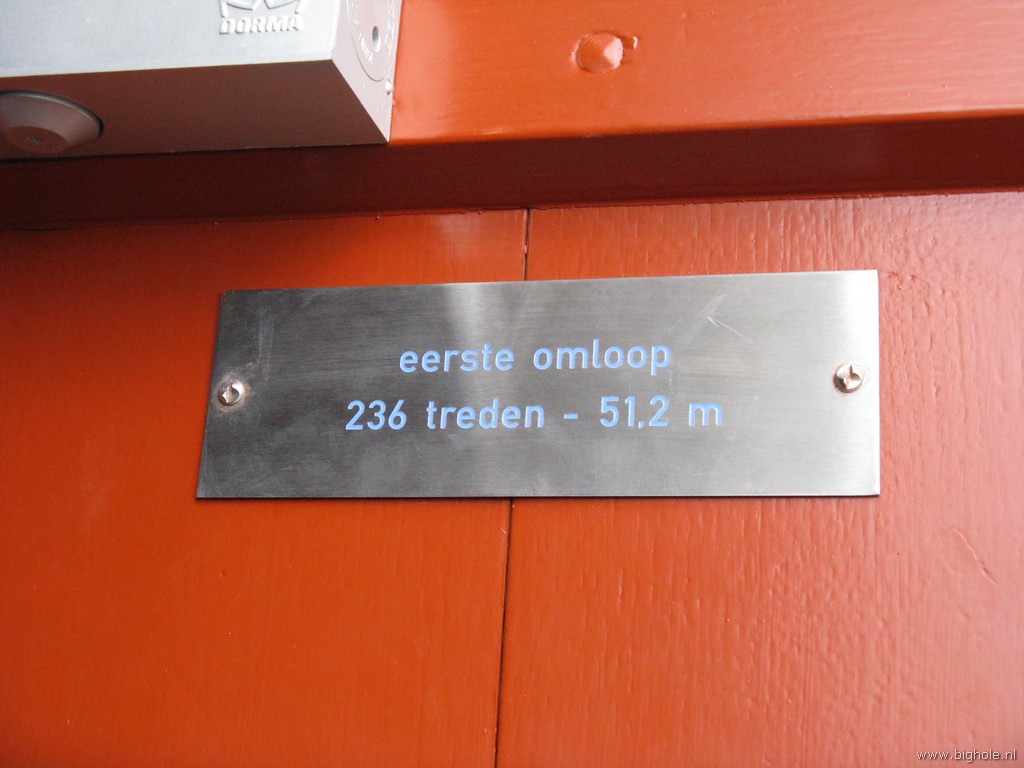 DORMA
eerste omloop
236 treden - 51,2 m
www.bighole.nl